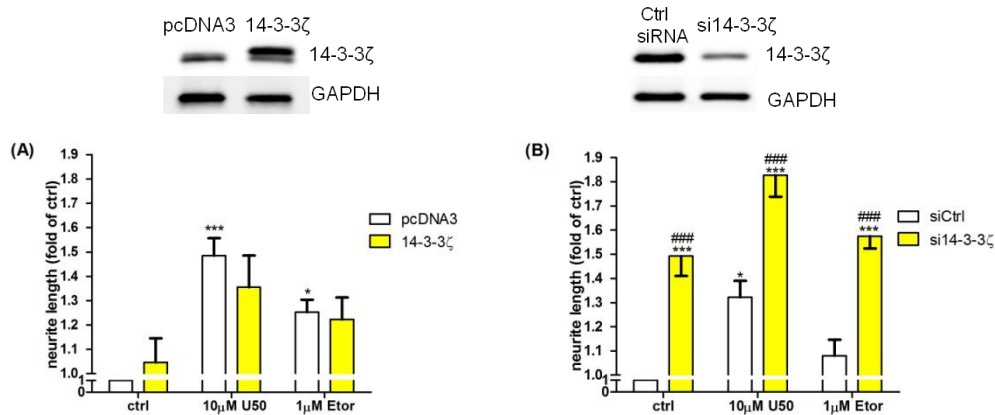 pcDNA3 14-3-3ζ
14-3-3ζ
GAPDH
Ctrl
siRNA si14-3-3ζ
14-3-3ζ
GAPDH
(A)
neurite length (fold of ctrl)
1.9
1.8
1.7
1.6
1.5
1.4
1.3
1.2
1.1
1.0
1
0
***
*
pcDNA3
14-3-3ζ
ctrl 10μM U50 1μM Etor
(B)
neurite length (fold of ctrl)
1.9
1.8
1.7
1.6
1.5
1.4
1.3
1.2
1.1
1.0
1
0
###
***
*
###
***
###
***
siCtrl
si14-3-3ζ
ctrl 10μM U50 1μM Etor